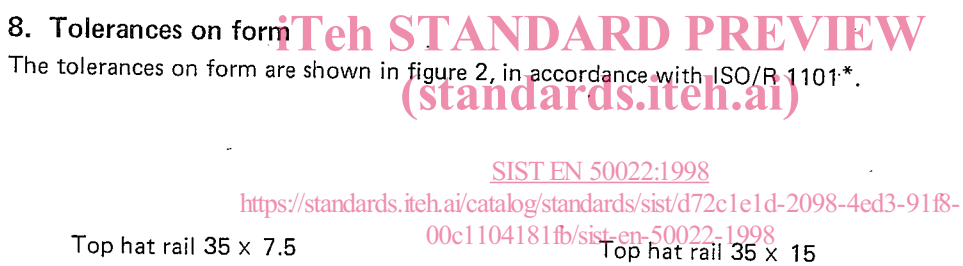 8. Tolerances on form
iTeh STANDARD PREVIEW
The tolerances on form are shown in figure 2, in accordance with ISO/R 1101*.
(standards.iteh.ai)
SIST EN 50022:1998
https://standards.iteh.ai/catalog/standards/sist/d72c1e1d-2098-4ed3-91f8-
00c1104181fb/sist-en-50022-1998
Top hat rail 35 x 7.5
Top hat rail 35 x 15